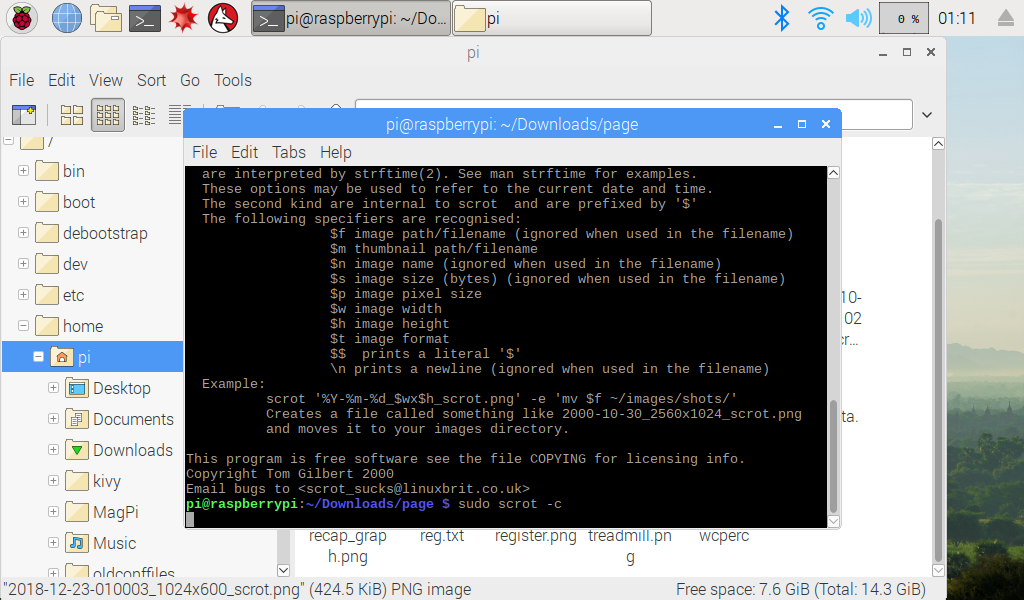 pi@raspberrypi: ~/Do...
pi
0 %
01:11
pi
File Edit View Sort Go Tools
pi@raspberrypi: ~/Downloads/page
File Edit Tabs Help
/
bin
boot
debootstrap
dev
etc
home
pi
Desktop
Documents
Downloads
kivy
MagPi
Music
oldconffiles
are interpreted by strftime(2). See man strftime for examples.
These options may be used to refer to the current date and time.
The second kind are internal to scrot  and are prefixed by '$'
The following specifiers are recognised:
$f image path/filename (ignored when used in the filename)
$m thumbnail path/filename
$n image name (ignored when used in the filename)
$s image size (bytes) (ignored when used in the filename)
$p image pixel size
$w image width
$h image height
$t image format
$$  prints a literal '$'
\n prints a newline (ignored when used in the filename)
Example:
scrot '%Y-%m-%d_$wx$h_scrot.png' -e 'mv $f ~/images/shots/'
Creates a file called something like 2000-10-30_2560x1024_scrot.png
and moves it to your images directory.
This program is free software see the file COPYING for licensing info.
Copyright Tom Gilbert 2000
Email bugs to <scrot_sucks@linuxbrit.co.uk>
pi@raspberrypi:~/Downloads/page $ sudo scrot -c
10-
02
cr...
ta.
recap_grap
h.png
reg.txt
register.png
treadmill.pn
g
wcperc
"2018-12-23-010003_1024x600_scrot.png" (424.5 KiB) PNG image
Free space: 7.6 GiB (Total: 14.3 GiB)